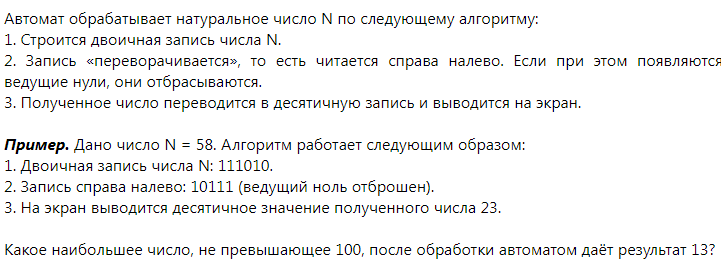 Автомат обрабатывает натуральное число N по следующему алгоритму:
1. Строится двоичная запись числа N.
2. Запись «переворачивается», то есть читается справа налево. Если при этом появляются
ведущие нули, они отбрасываются.
3. Полученное число переводится в десятичную запись и выводится на экран.
Пример. Дано число N = 58. Алгоритм работает следующим образом:
1. Двоичная запись числа N: 111010.
2. Запись справа налево: 10111 (ведущий ноль отброшен).
3. На экран выводится десятичное значение полученного числа 23.
Какое наибольшее число, не превышающее 100, после обработки автоматом даёт результат 13?